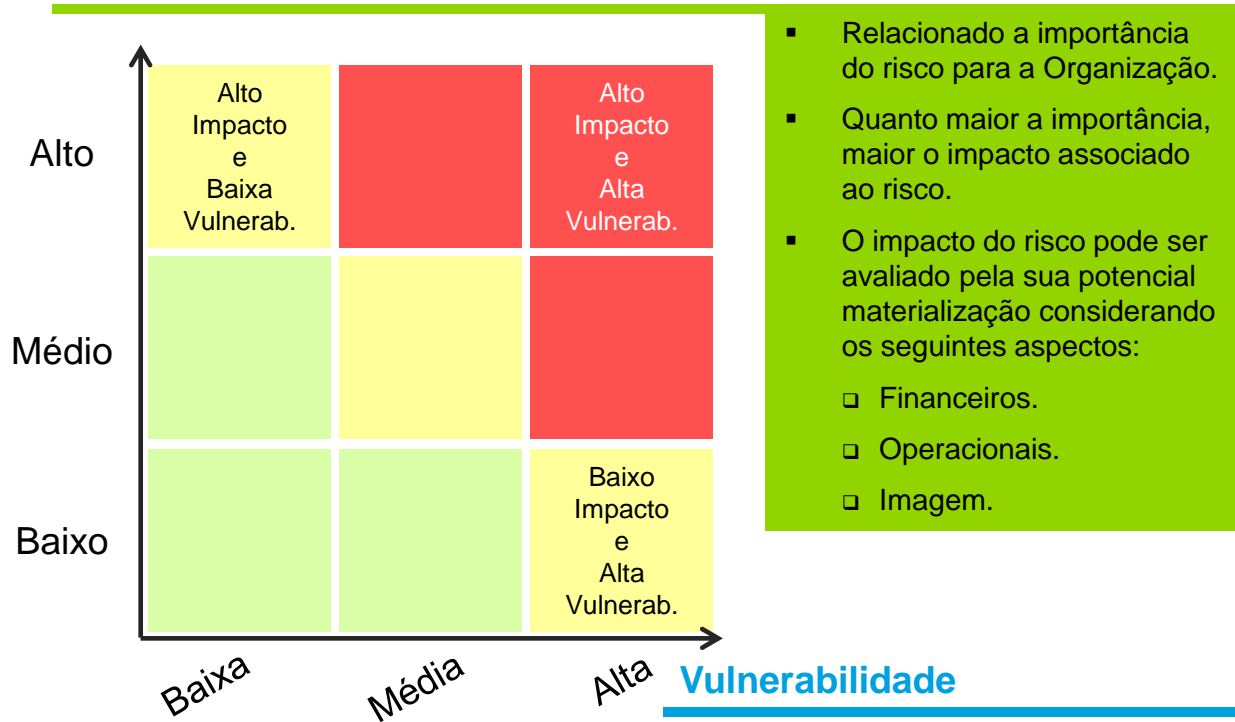 Alto
Alto
Impacto
e
Baixa
Vulnerab.
Alto
Impacto
e
Alta
Vulnerab.
Médio
Baixo
Baixo
Impacto
e
Alta
Vulnerab.
Baixa
Média
Alta
Vulnerabilidade
▪ Relacionado a importância
do risco para a Organização.
▪ Quanto maior a importância,
maior o impacto associado
ao risco.
▪ O impacto do risco pode ser
avaliado pela sua potencial
materialização considerando
os seguintes aspectos:
❑ Financeiros.
❑ Operacionais.
❑ Imagem.